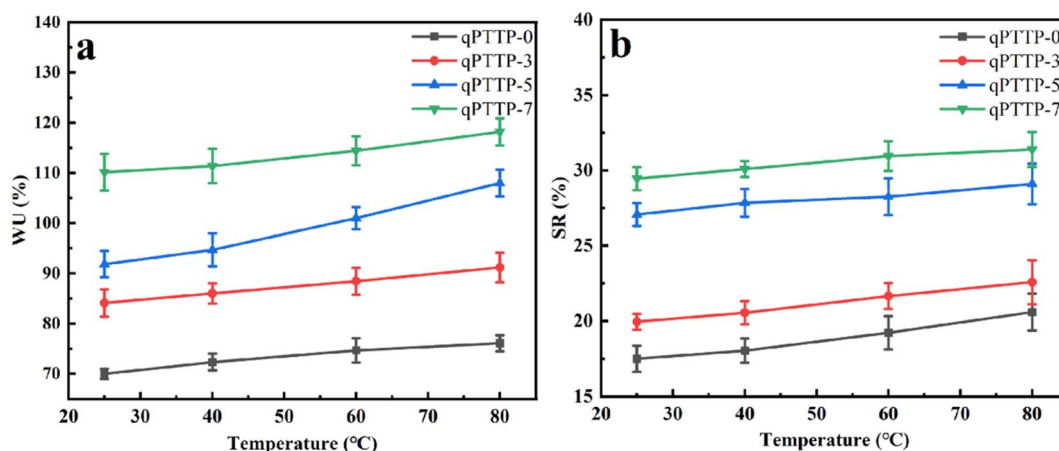 a
qPTTP-0
qPTTP-3
qPTTP-5
qPTTP-7
WU (%)
140
130
120
110
100
90
80
70
20 30 40 50 60 70 80
Temperature (℃)
b
qPTTP-0
qPTTP-3
qPTTP-5
qPTTP-7
SR (%)
40
35
30
25
20
15
20 30 40 50 60 70 80
Temperature (℃)